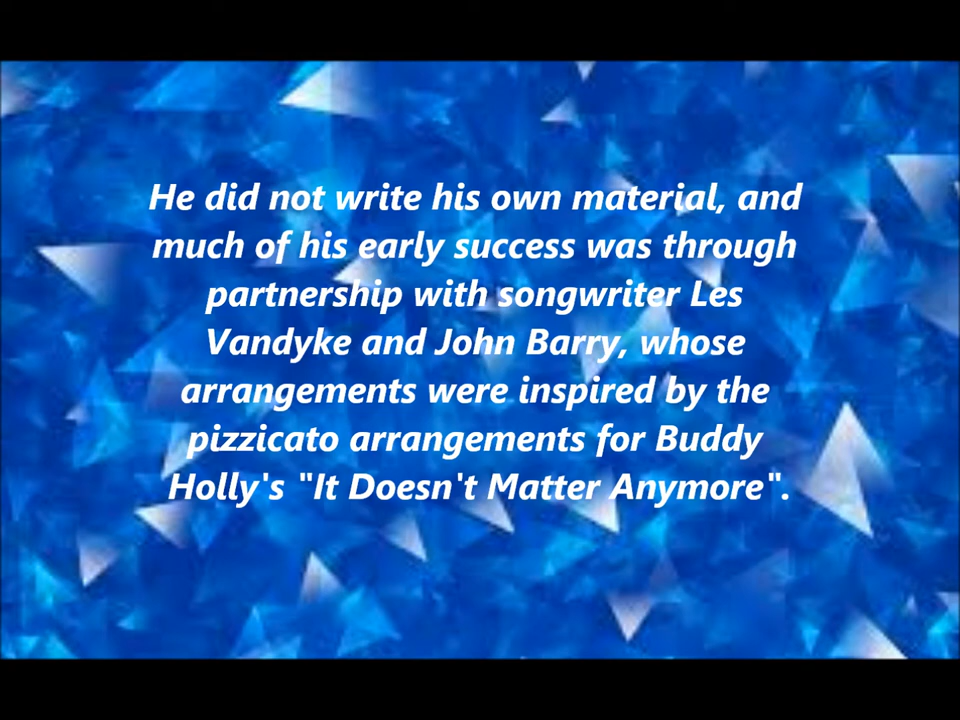 He did not write his own material, and
much of his early success was through
partnership with songwriter Les
Vandyke and John Barry, whose
arrangements were inspired by the
pizzicato arrangements for Buddy
Holly's "It Doesn't Matter Anymore".